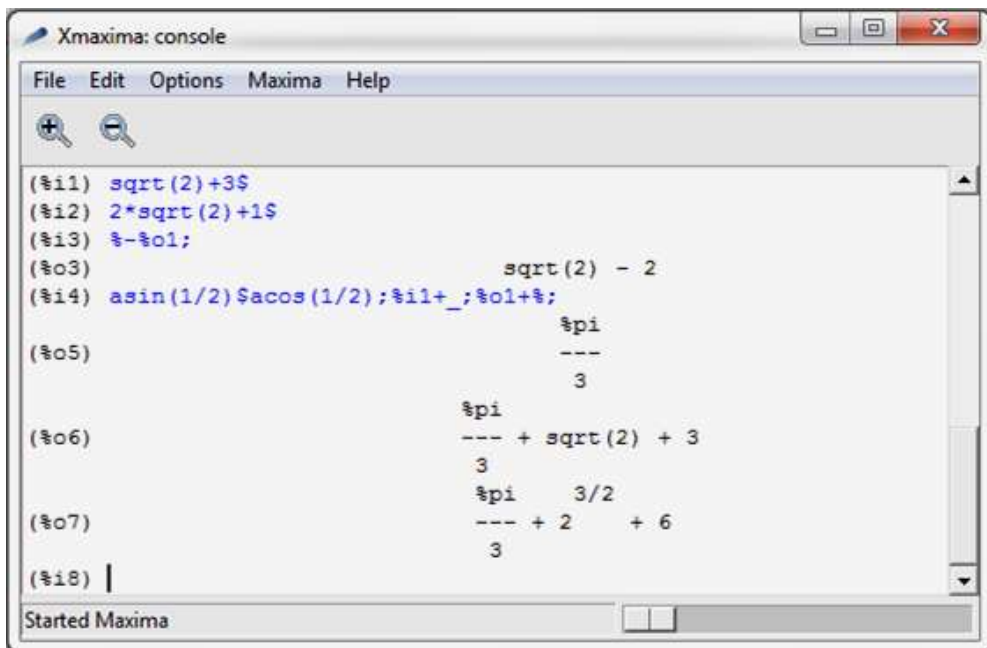 Xmaxima: console
File Edit Options Maxima Help
(%i1) sqrt(2)+3$
(%i2) 2*sqrt(2)+1$
(%i3) %-%o1;
(%o3) sqrt(2) - 2
(%i4) asin(1/2)$acos(1/2);%i1+_;%o1+%;
%pi
(%o5) ---
3
%pi
(%o6) --- + sqrt(2) + 3
3
%pi 3/2
(%o7) --- + 2 + 6
3
(%i8)
Started Maxima